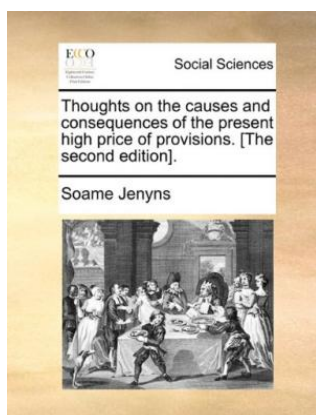 ECCO
Social Sciences
Thoughts on the causes and
consequences of the present
high price of provisions. [The
second edition].
Soame Jenyns